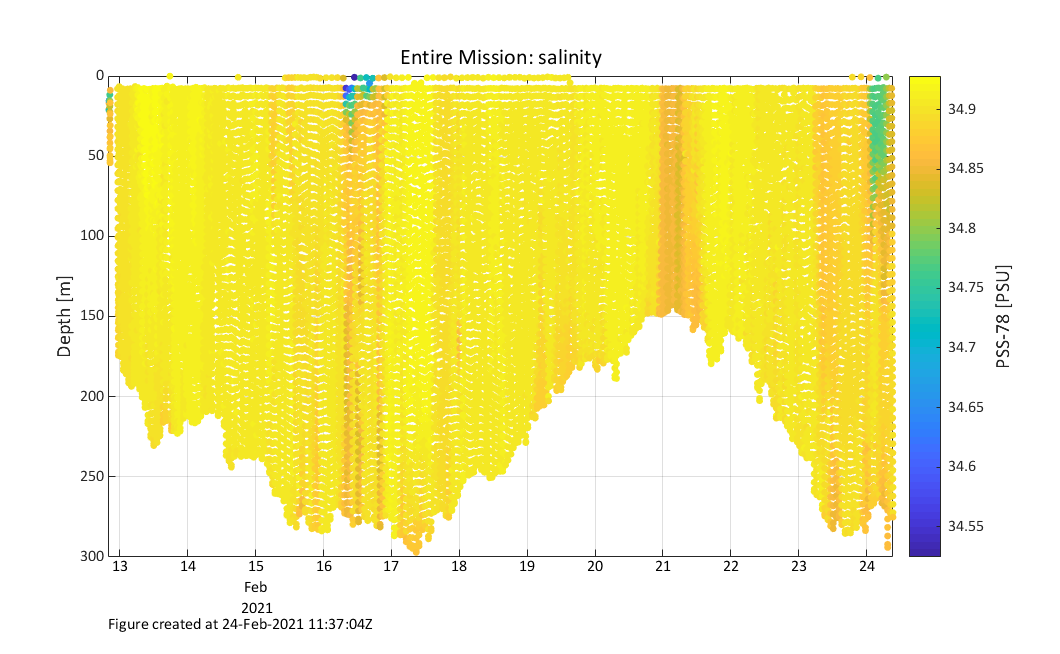 Entire Mission: salinity
0
50
100
150
200
250
300
Depth [m]
13 14 15 16 17 18 19 20 21 22 23 24
Feb
2021
34.9
34.85
34.8
34.75
34.7
34.65
34.6
34.55
PSS-78 [PSU]
Figure created at 24-Feb-2021 11:37:04Z